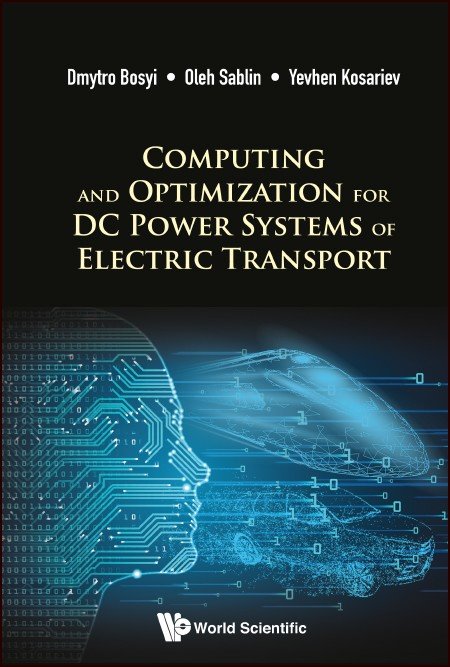 Dmytro Bosyi • Oleh Sablin • Yevhen Kosariev
COMPUTING
AND OPTIMIZATION FOR
DC POWER SYSTEMS OF
ELECTRIC TRANSPORT
World Scientific